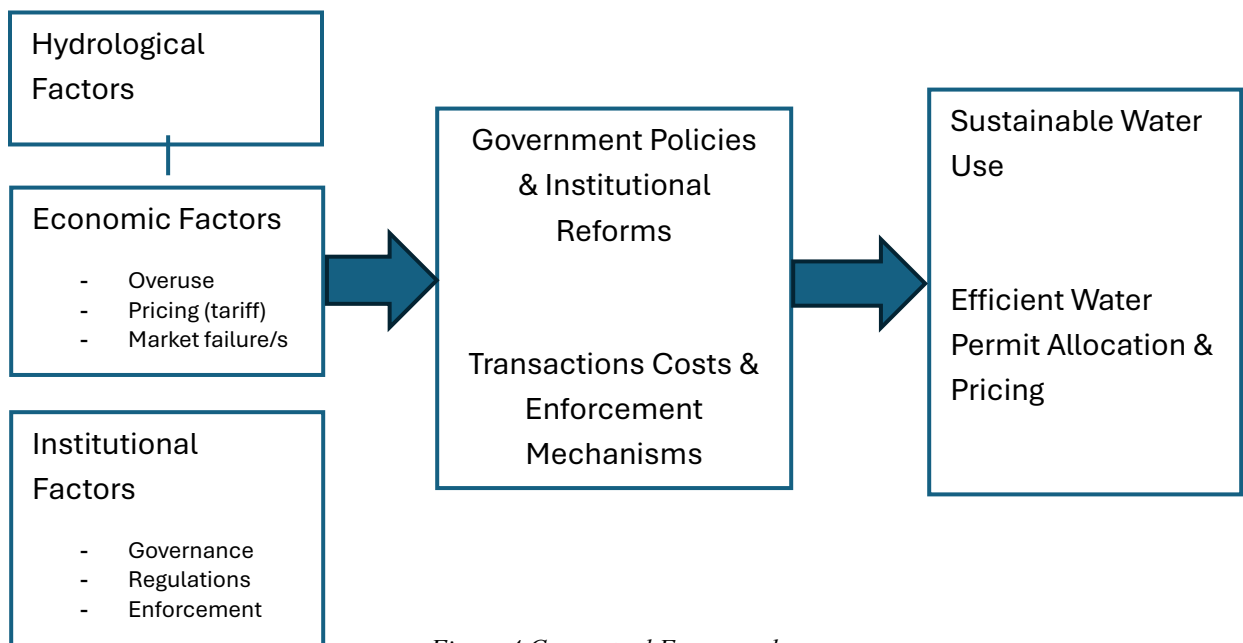 Hydrological
Factors
Economic Factors
- Overuse
- Pricing (tariff)
- Market failure/s
Institutional
Factors
- Governance
- Regulations
- Enforcement
Government Policies
& Institutional
Reforms
Transactions Costs &
Enforcement
Mechanisms
Sustainable Water
Use
Efficient Water
Permit Allocation &
Pricing